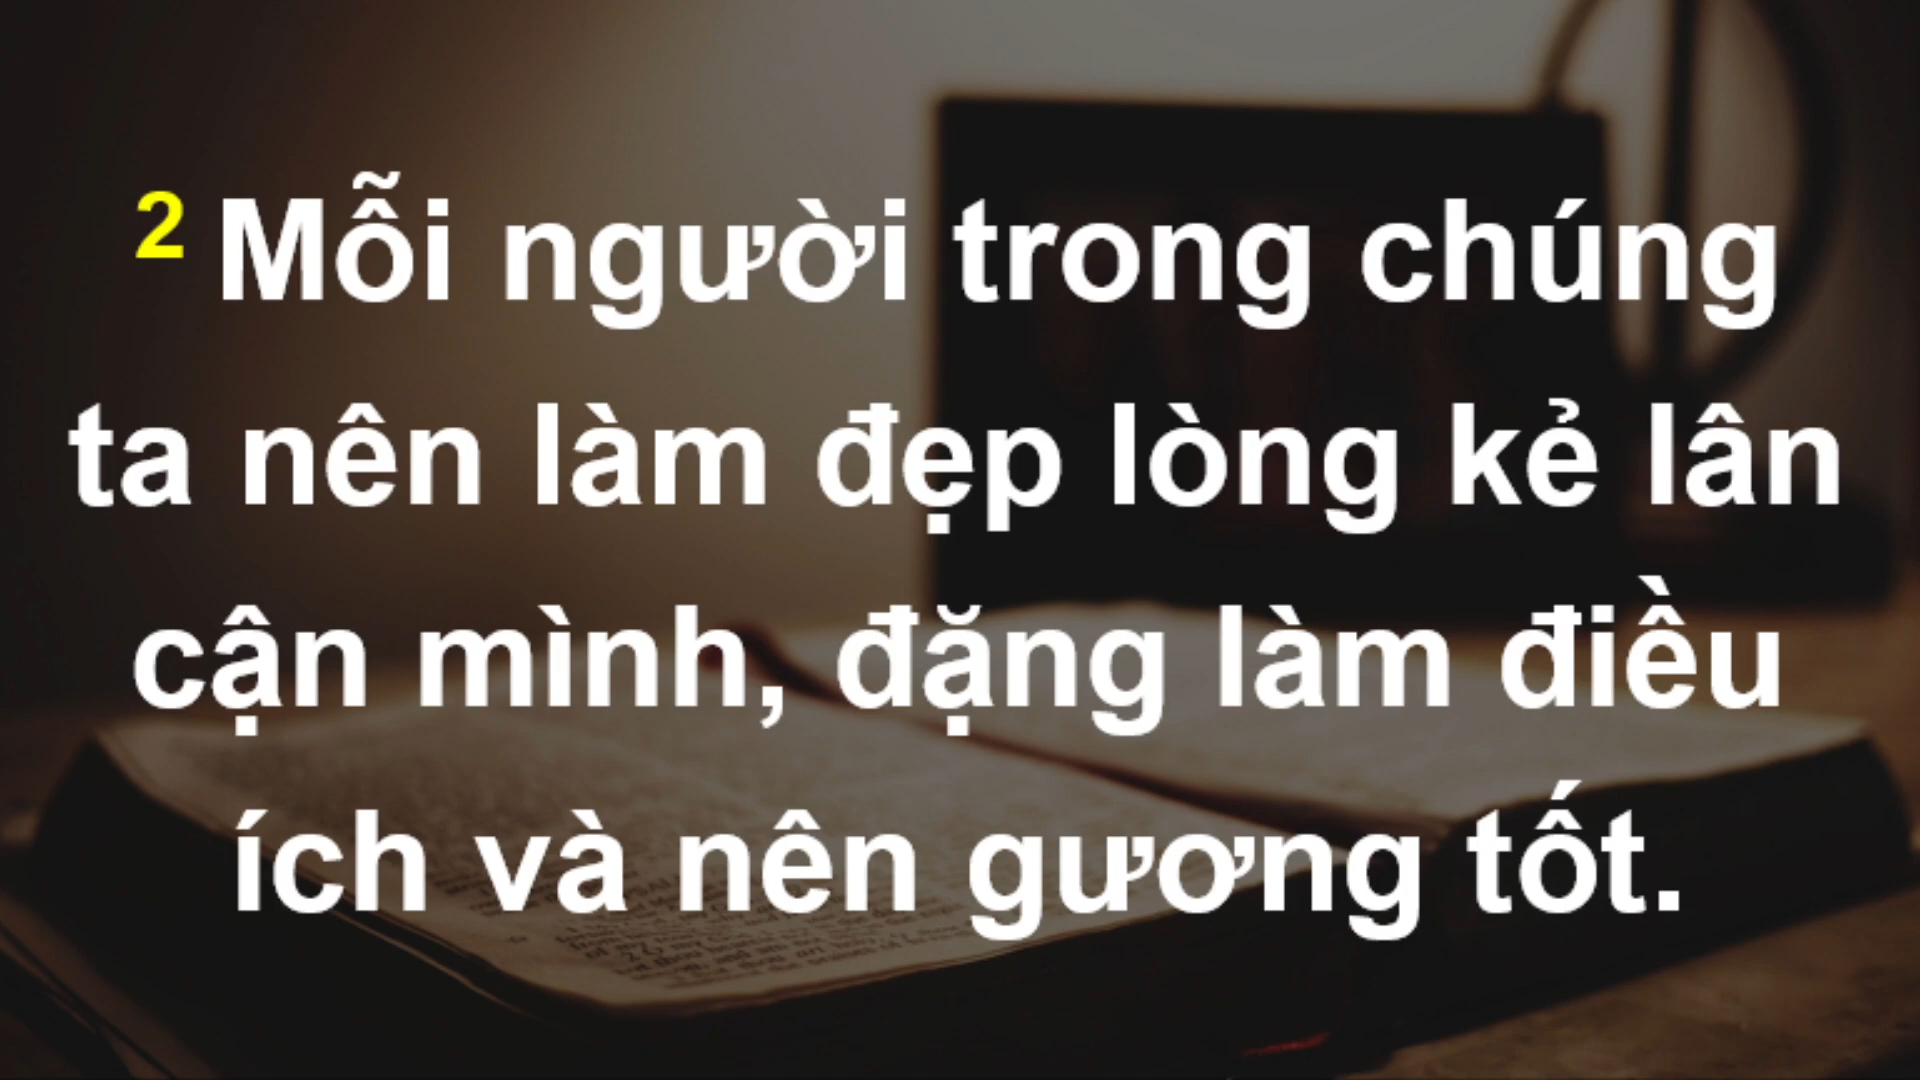 2 Mỗi người trong chúng
ta nên làm đẹp lòng kẻ lân
cận mình, đặng làm điều
ích và nên gương tốt.